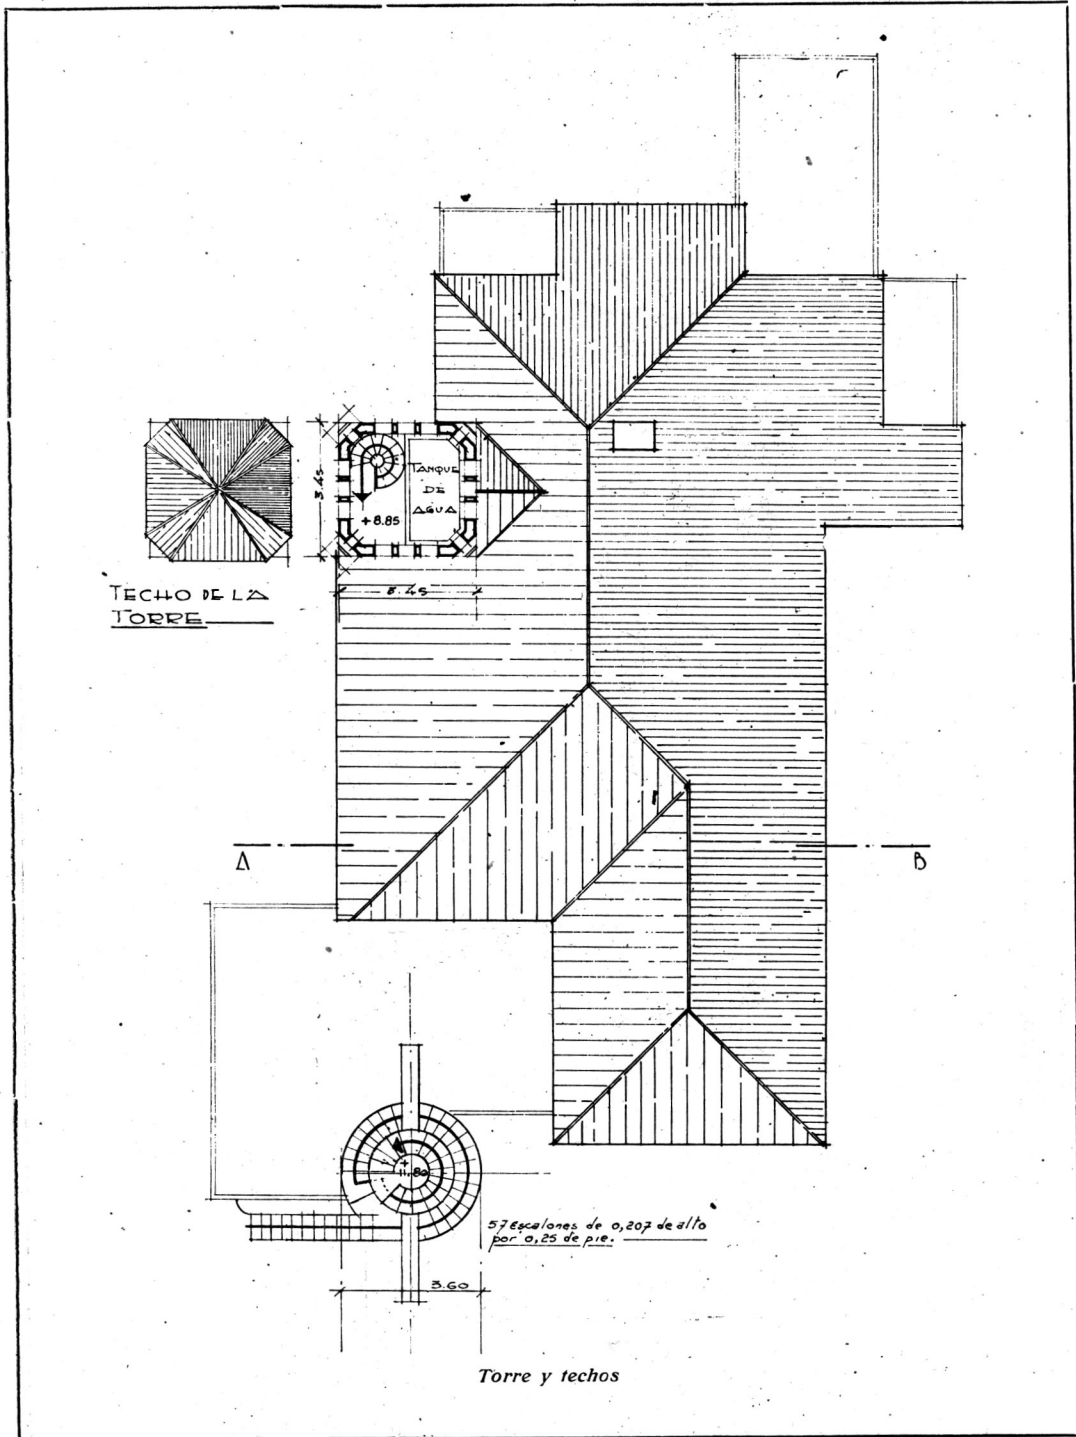 TANQUE
DE
AGUA
3.45
+8.85
3.45
TECHO DE LA
TORRE
A
B
+
11.80
57 Escalones de 0,207 de alto
por 0,25 de pie.
3.60
Torre y techos